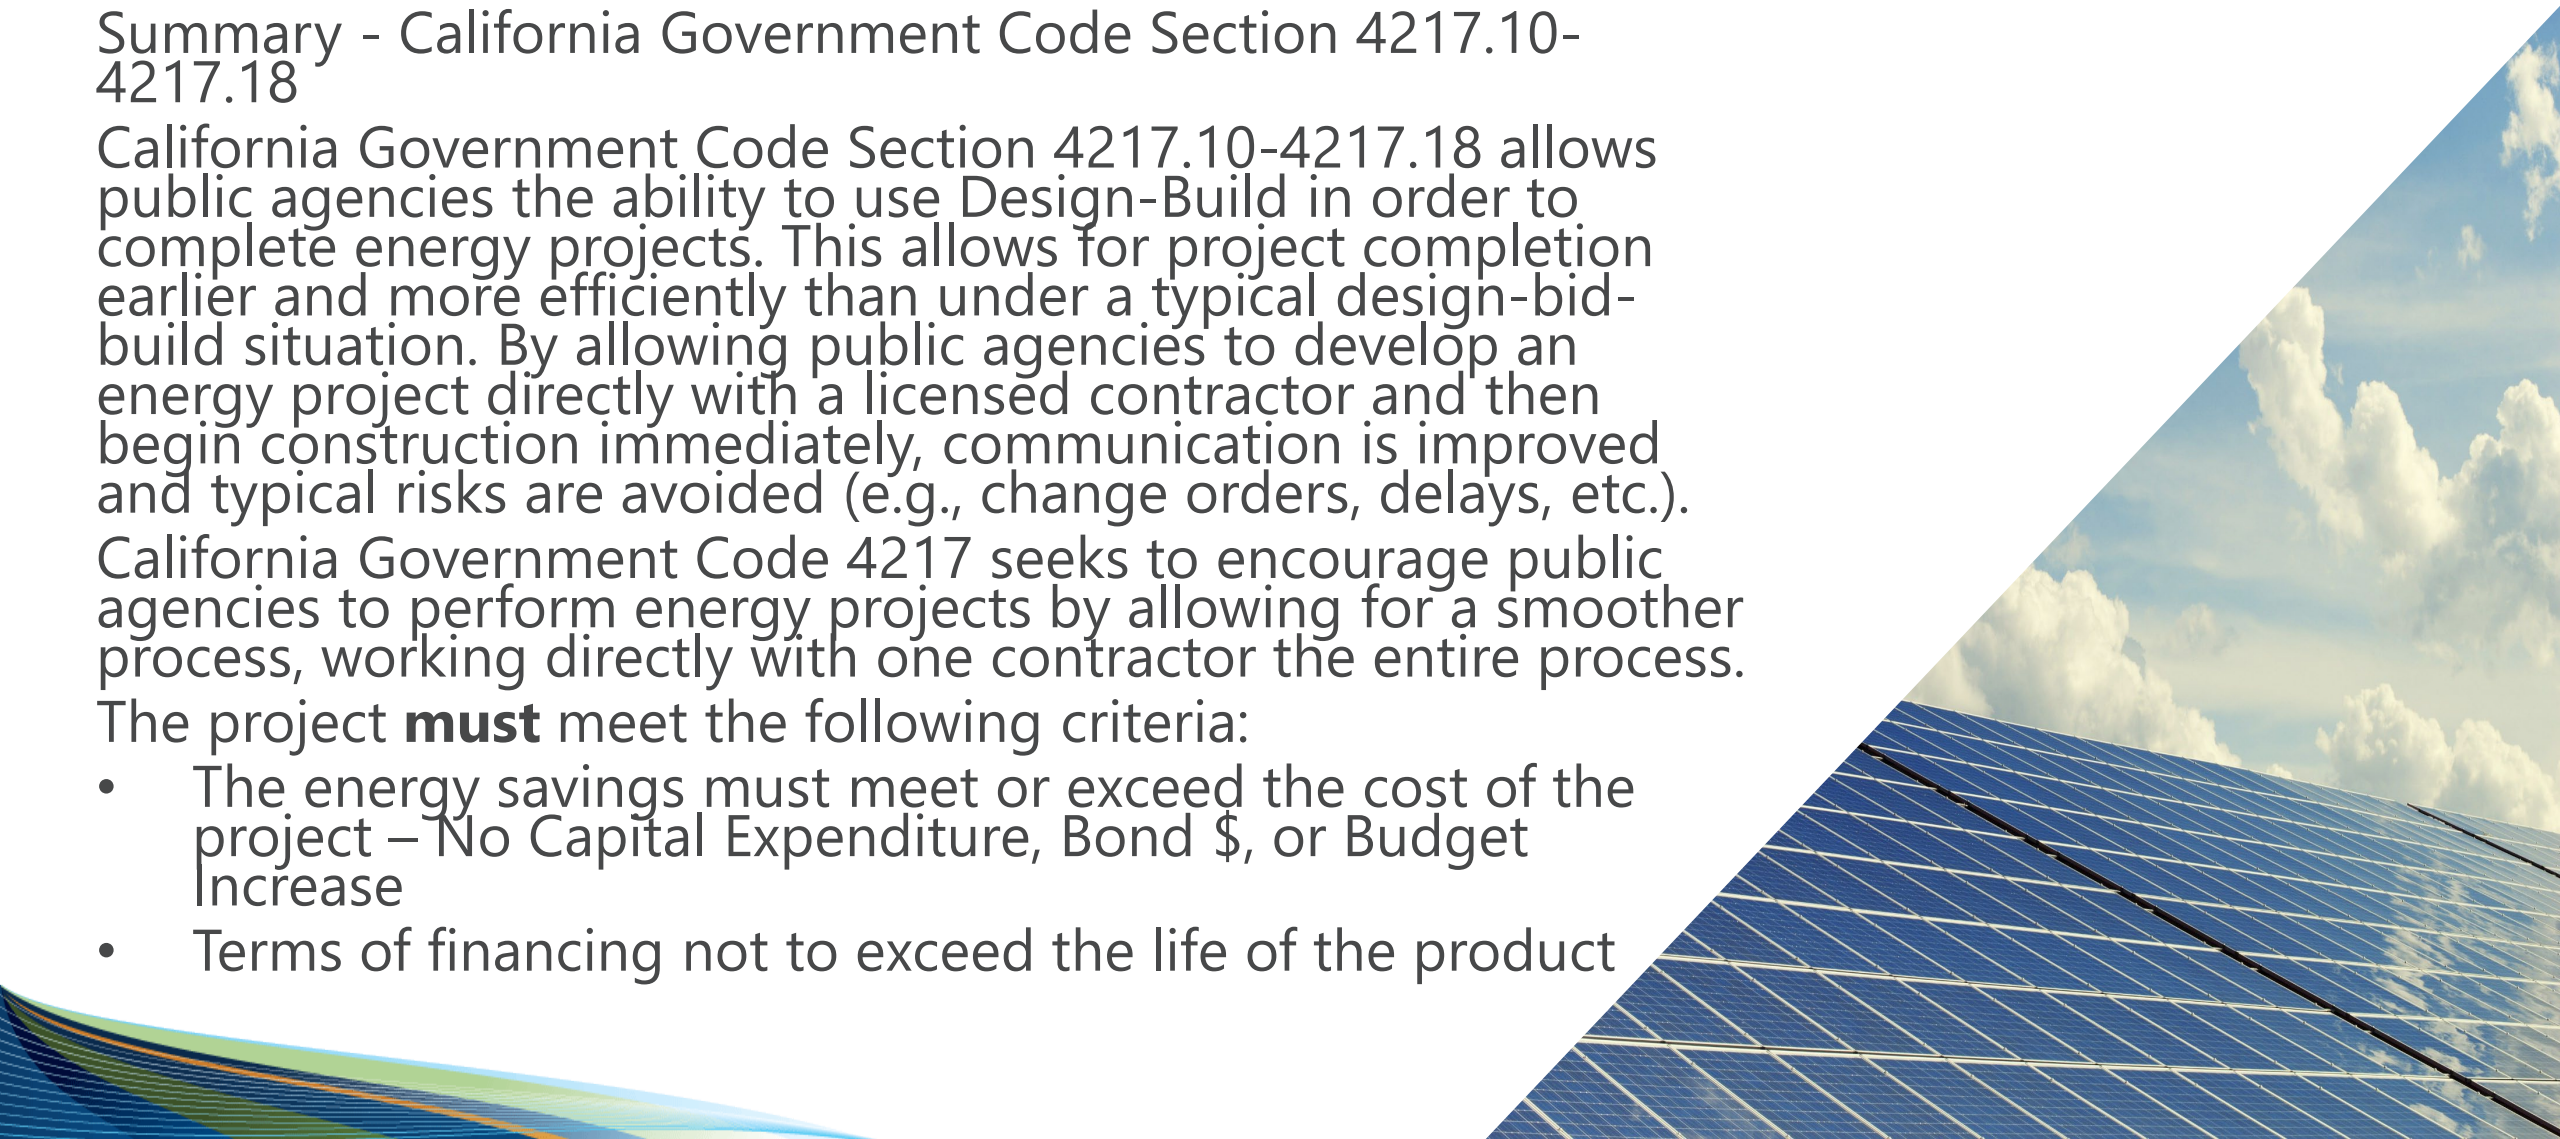 Summary - California Government Code Section 4217.10-
4217.18
California Government Code Section 4217.10-4217.18 allows
public agencies the ability to use Design-Build in order to
complete energy projects. This allows for project completion
earlier and more efficiently than under a typical design-bid-
build situation. By allowing public agencies to develop an
energy project directly with a licensed contractor and then
begin construction immediately, communication is improved
and typical risks are avoided (e.g., change orders, delays, etc.).
California Government Code 4217 seeks to encourage public
agencies to perform energy projects by allowing for a smoother
process, working directly with one contractor the entire process.
The project must meet the following criteria:
• The energy savings must meet or exceed the cost of the
project – No Capital Expenditure, Bond $, or Budget
Increase
• Terms of financing not to exceed the life of the product